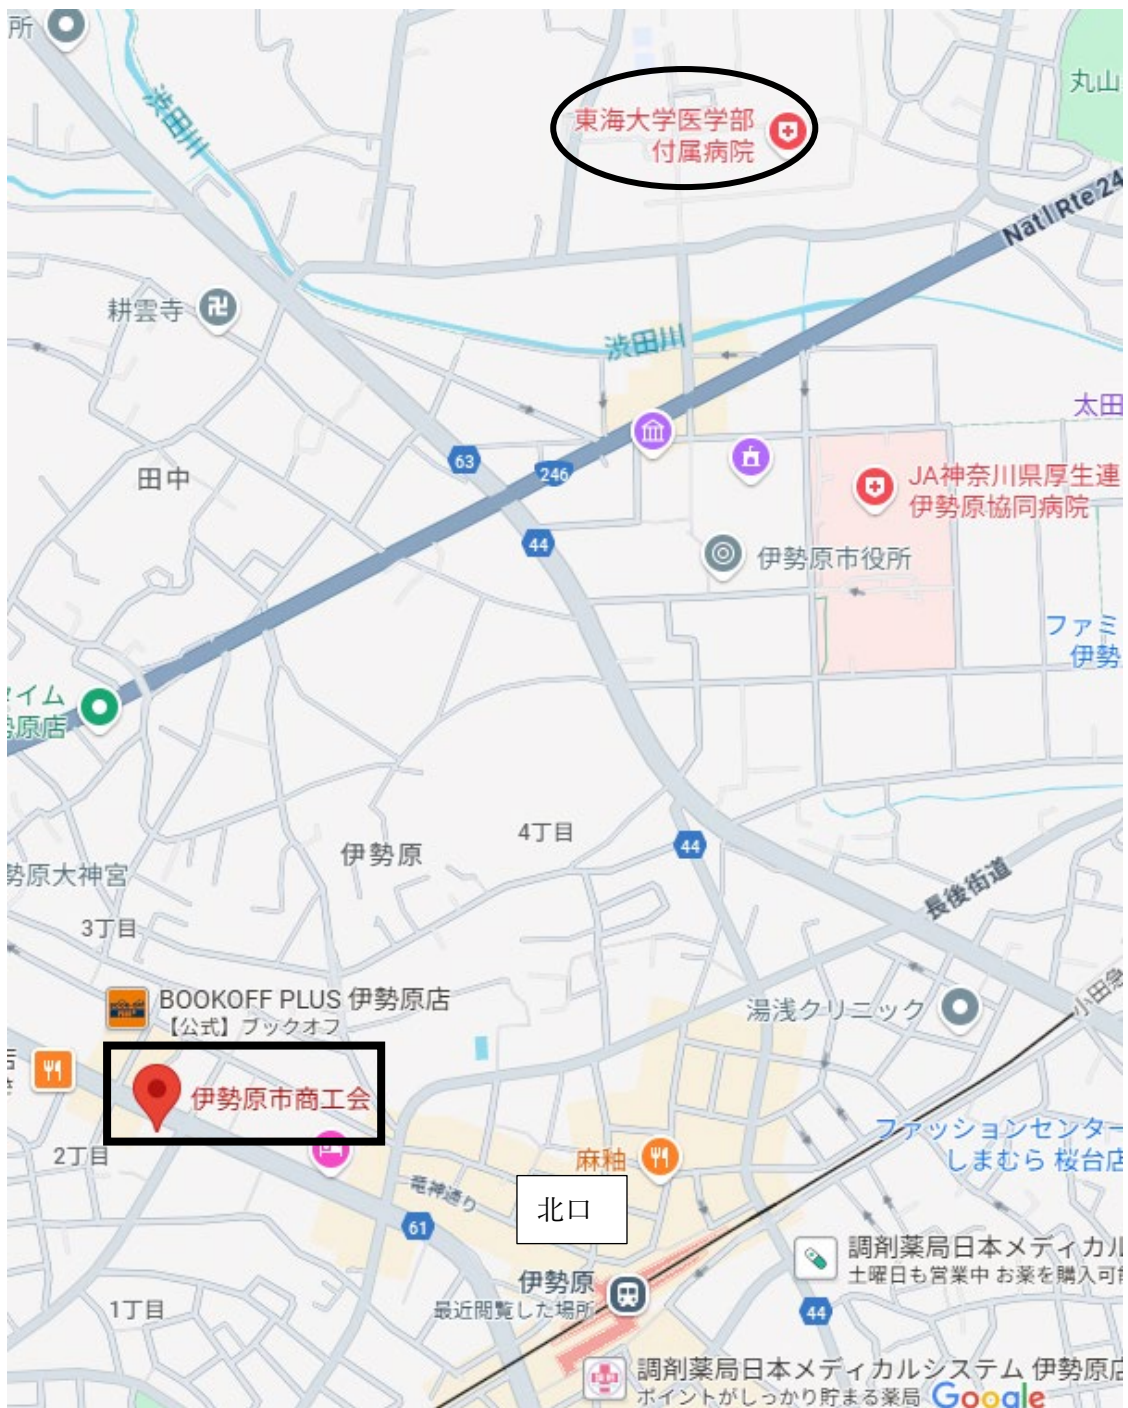 所
渋田川
東海大学医学部
付属病院
丸山
Nat'l Rte 24
耕雲寺
渋田川
太田
63
246
田中
JA神奈川県厚生連
伊勢原協同病院
44
伊勢原市役所
ファミ
伊勢
イム
勢原店
4丁目
44
伊勢原
勢原大神宮
長後街道
3丁目
BOOKOFF PLUS 伊勢原店
【公式】ブックオフ
湯浅クリニック
小田急
店
伊勢原市商工会
ファッションセンター
しまむら 桜台店
2丁目
麻釉
竜神通り
北口
61
調剤薬局日本メディカル
土曜日も営業中 お薬を購入可能
伊勢原
最近閲覧した場所
1丁目
44
調剤薬局日本メディカルシステム 伊勢原店
ポイントがしっかり貯まる薬局
Google